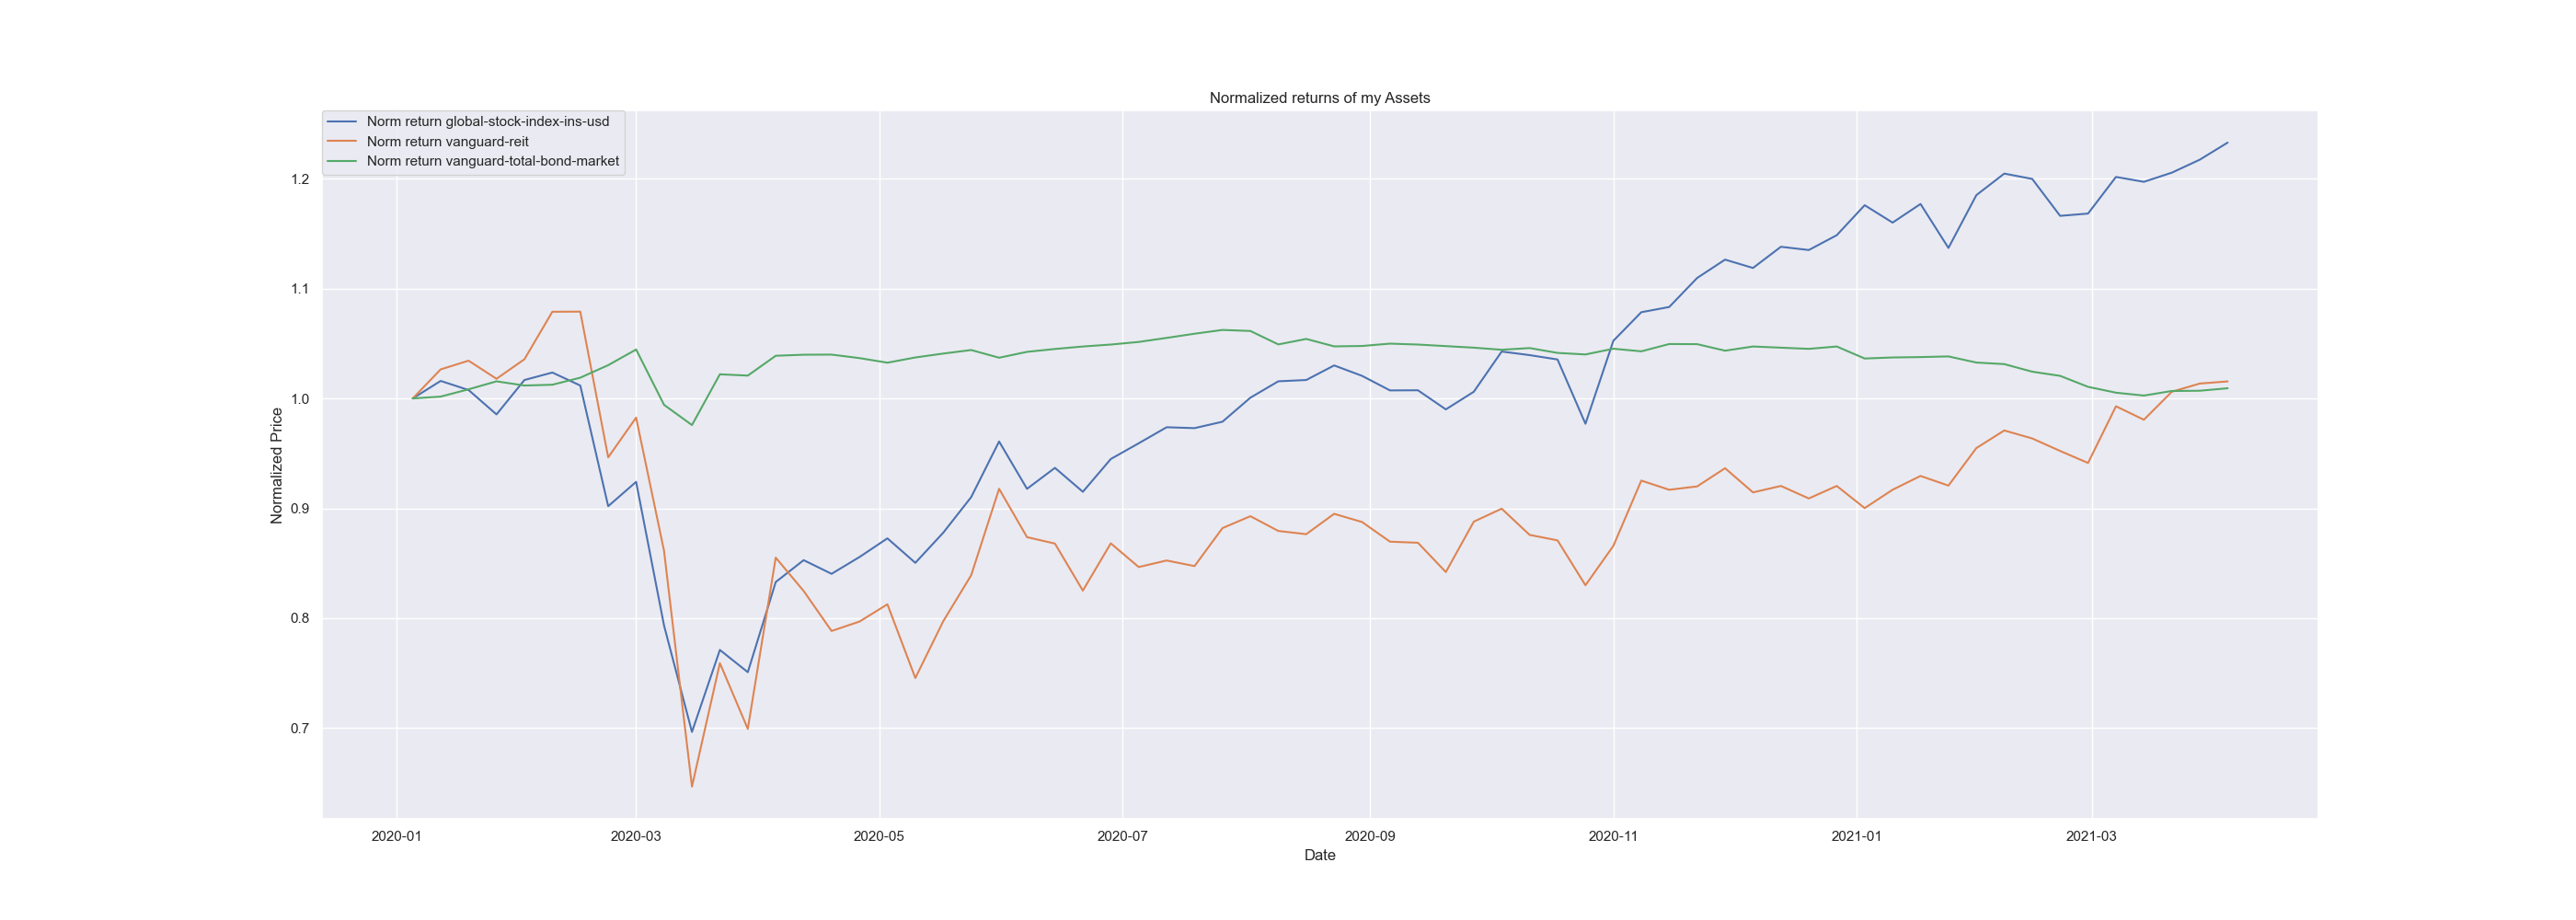 Normalized returns of my Assets
Norm return global-stock-index-ins-usd
Norm return vanguard-reit
Norm return vanguard-total-bond-market
1.2
1.1
1.0
0.9
0.8
0.7
Normalized Price
2020-01 2020-03 2020-05 2020-07 2020-09 2020-11 2021-01 2021-03
Date